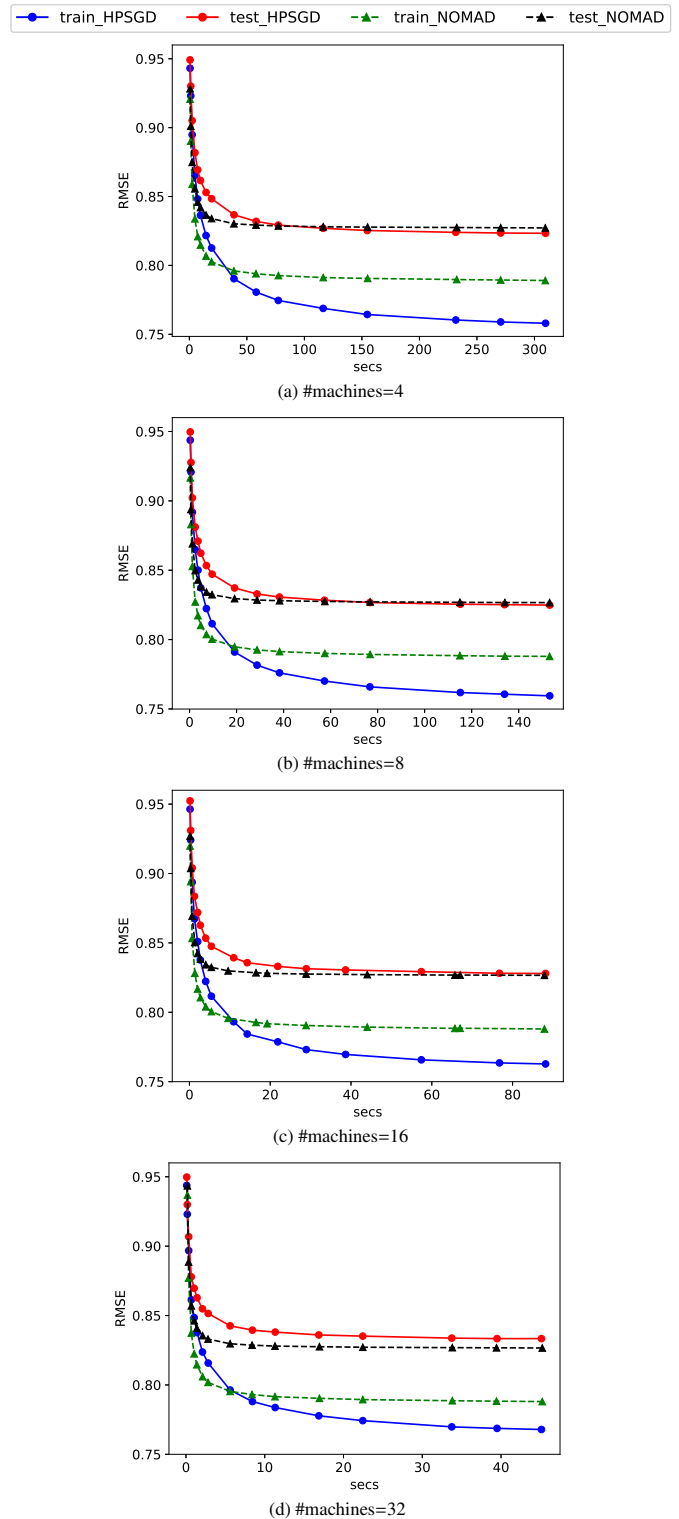 train_HPSGD test_HPSGD train_NOMAD test_NOMAD
0.95
0.90
0.85
0.80
0.75
RMSE
0 50 100 150 200 250 300
secs
(a) #machines=4
0.95
0.90
0.85
0.80
0.75
RMSE
0 20 40 60 80 100 120 140
secs
(b) #machines=8
0.95
0.90
0.85
0.80
0.75
RMSE
0 20 40 60 80
secs
(c) #machines=16
0.95
0.90
0.85
0.80
0.75
RMSE
0 10 20 30 40
secs
(d) #machines=32